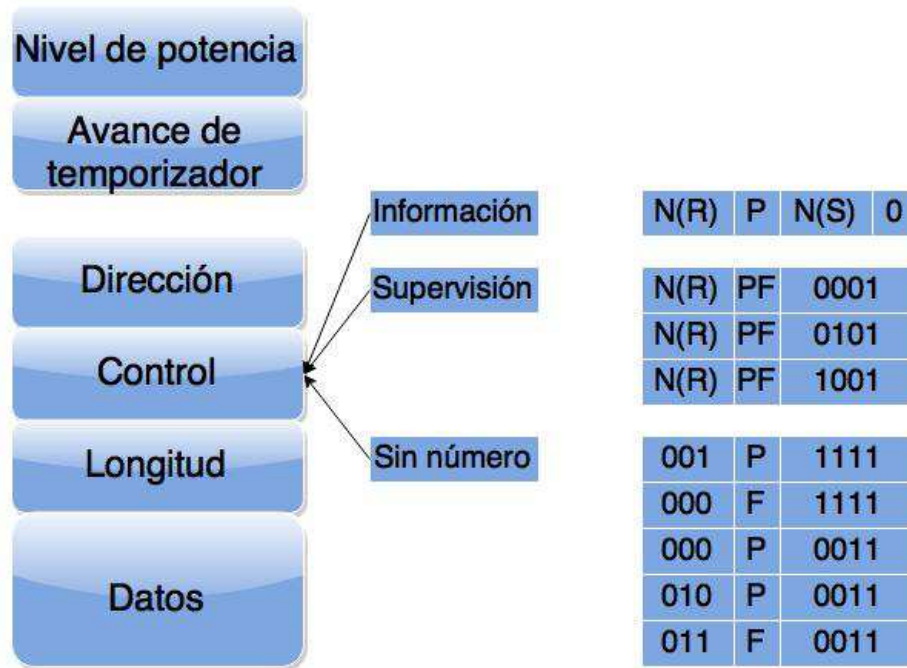 Nivel de potencia
Avance de
temporizador
Dirección
Control
Longitud
Datos
Información
Supervisión
Sin número
N(R) P N(S) 0
N(R) PF 0001
N(R) PF 0101
N(R) PF 1001
001 P 1111
000 F 1111
000 P 0011
010 P 0011
011 F 0011